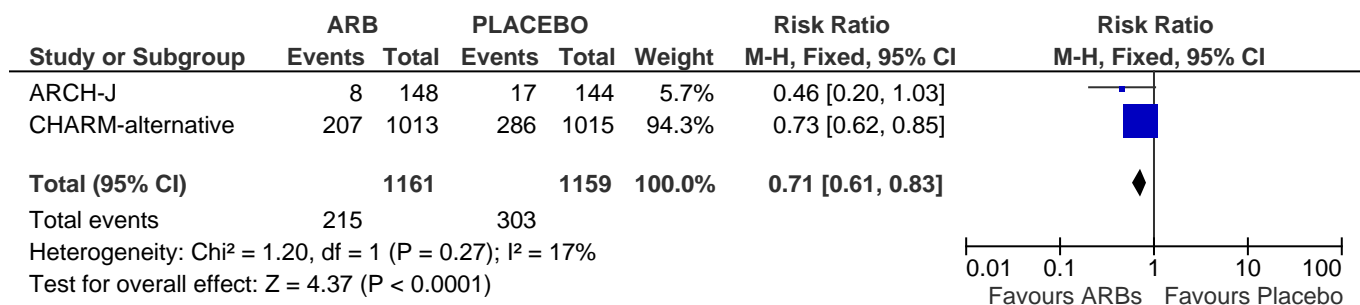 ARB PLACEBO Risk Ratio Risk Ratio
Study or Subgroup Events Total Events Total Weight M-H, Fixed, 95% CI M-H, Fixed, 95% CI
ARCH-J 8 148 17 144 5.7% 0.46 [0.20, 1.03]
CHARM-alternative 207 1013 286 1015 94.3% 0.73 [0.62, 0.85]
Total (95% CI) 1161 1159 100.0% 0.71 [0.61, 0.83]
Total events 215 303
Heterogeneity: Chi² = 1.20, df = 1 (P = 0.27); I² = 17%
Test for overall effect: Z = 4.37 (P < 0.0001)
0.01 0.1 1 10 100
Favours ARBs Favours Placebo